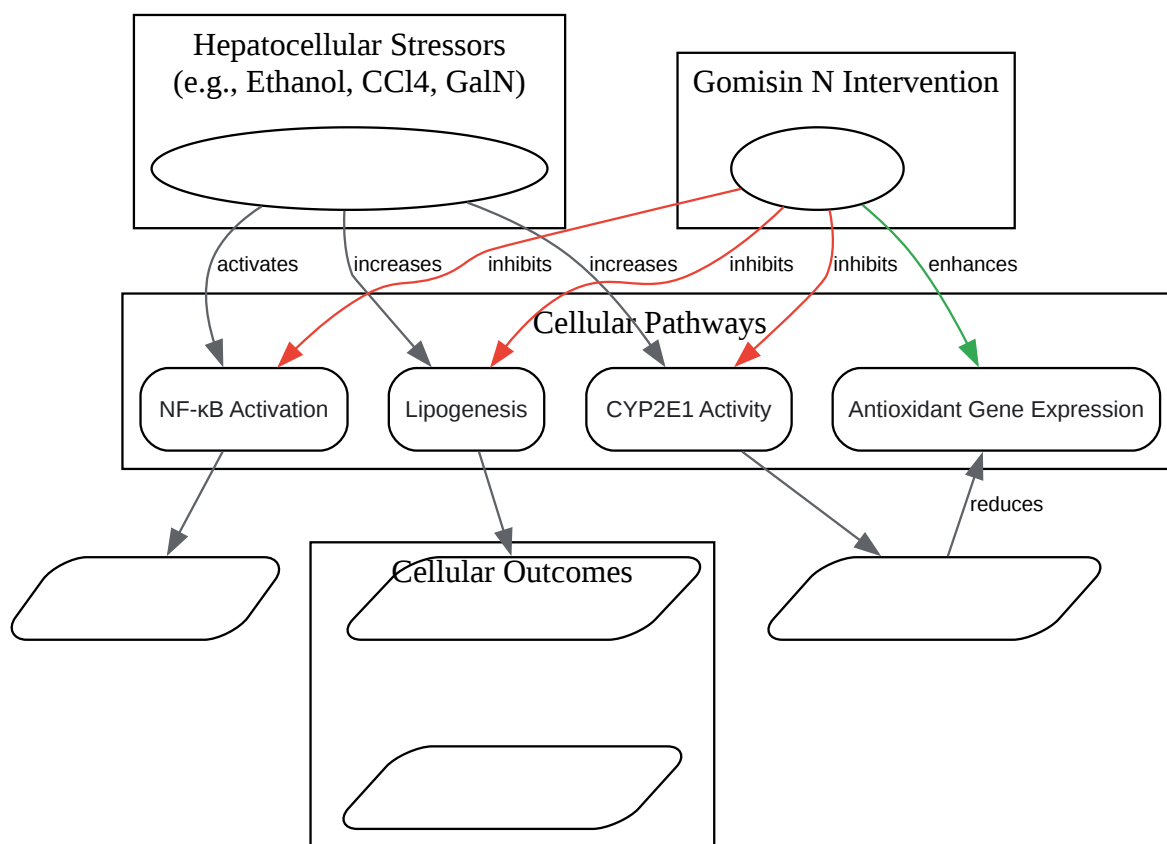 Hepatocellular Stressors
(e.g., Ethanol, CCl4, GalN)
Gomisin N Intervention
activates
increases
inhibits
increases
inhibits
inhibits
enhances
Cellular Pathways
NF-κB Activation
Lipogenesis
CYP2E1 Activity
Antioxidant Gene Expression
reduces
Cellular Outcomes